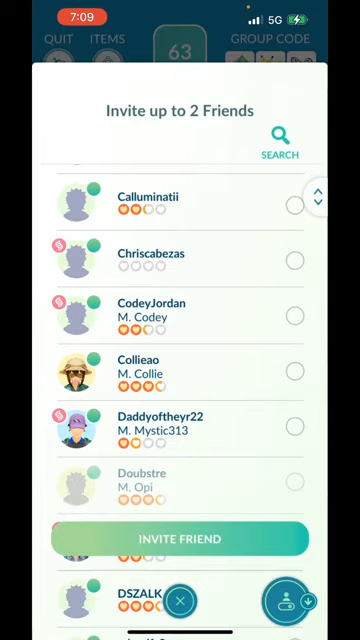 7:09
5G
QUIT
ITEMS
63
GROUP CODE
Invite up to 2 Friends
SEARCH
Calluminatii
Chriscabezas
CodeyJordan
M. Codey
Collieao
M. Collie
Daddyoftheyr22
M. Mystic313
Doubstre
M. Opi
INVITE FRIEND
DSZALK